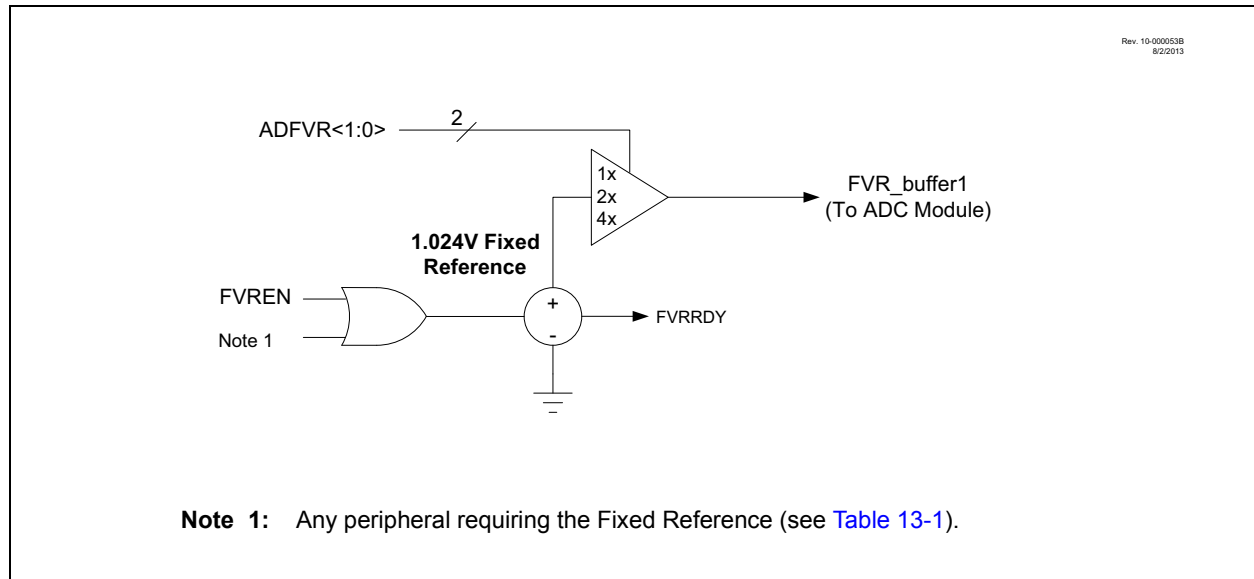 Rev. 10-000053B
8/2/2013
ADFVR<1:0>
2
1x
2x
4x
FVR_buffer1
(To ADC Module)
1.024V Fixed
Reference
FVREN
Note 1
+
-
FVRRDY
Note 1: Any peripheral requiring the Fixed Reference (see Table 13-1).